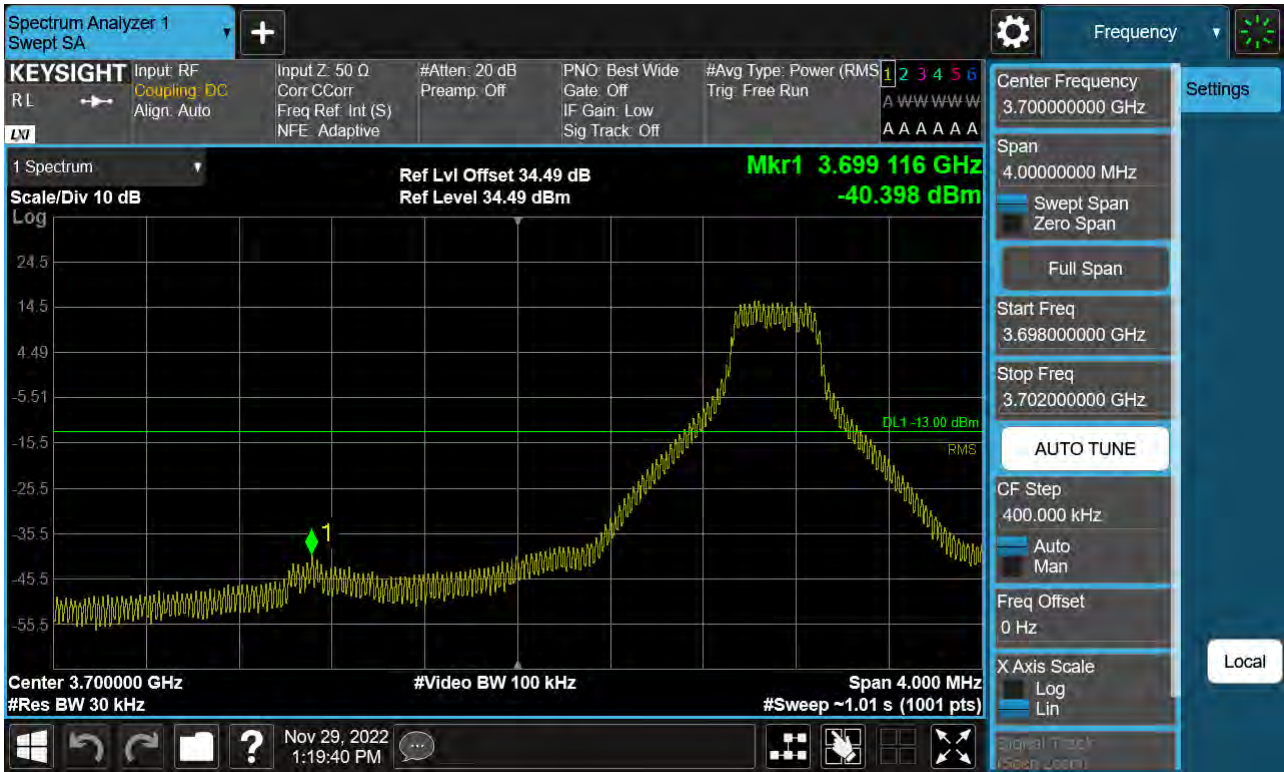 Spectrum Analyzer 1
Swept SA
Frequency
KEYSIGHT
RL
LXI
Input: RF
Coupling: DC
Align: Auto
Input Z: 50 Ω
Corr CCorr
Freq Ref: Int (S)
NFE: Adaptive
#Atten: 20 dB
Preamp: Off
PNO: Best Wide
Gate: Off
IF Gain: Low
Sig Track: Off
#Avg Type: Power (RMS
Trig: Free Run
1 2 3 4 5 6
A W W W W W
A A A A A A
Center Frequency
3.700000000 GHz
Settings
Span
4.00000000 MHz
Swept Span
Zero Span
Full Span
Start Freq
3.698000000 GHz
Stop Freq
3.702000000 GHz
AUTO TUNE
CF Step
400.000 kHz
Auto
Man
Freq Offset
0 Hz
X Axis Scale
Log
Lin
Signal Track
(Span Zoom)
Local
1 Spectrum
Scale/Div 10 dB
Log
Ref Lvl Offset 34.49 dB
Ref Level 34.49 dBm
Mkr1 3.699 116 GHz
-40.398 dBm
24.5
14.5
4.49
-5.51
-15.5
-25.5
-35.5
-45.5
-55.5
DL1 -13.00 dBm
RMS
1
Center 3.700000 GHz
#Res BW 30 kHz
#Video BW 100 kHz
Span 4.000 MHz
#Sweep ~1.01 s (1001 pts)
?
Nov 29, 2022
1:19:40 PM